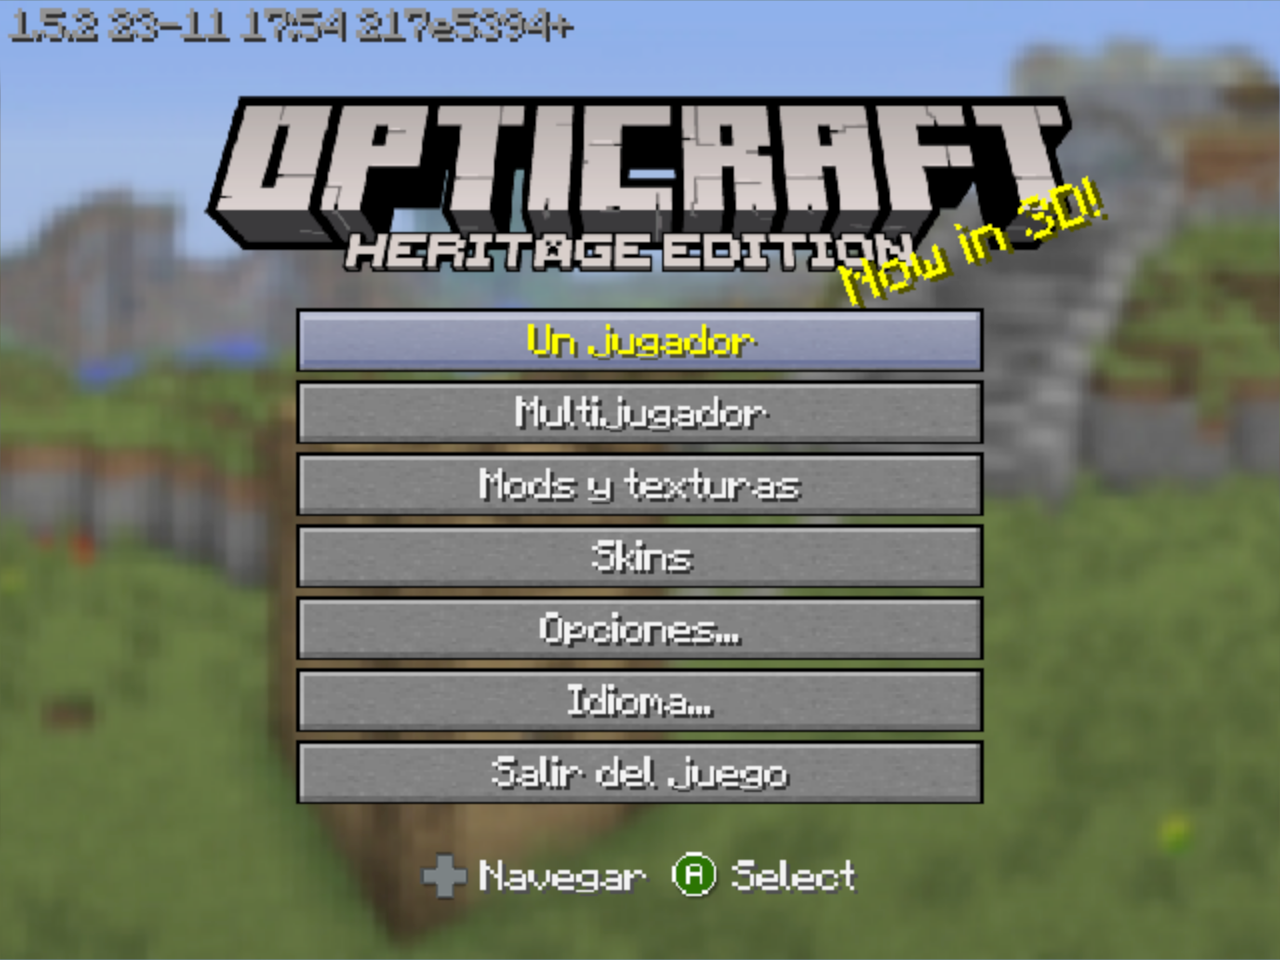 1.5.2 23-11 17:54 217e5394+
OPTICRAFT
HERITAGE EDITION
Now in 3D!
Un jugador
Multijugador
Mods y texturas
Skins
Opciones...
Idioma...
Salir del juego
Navegar A Select